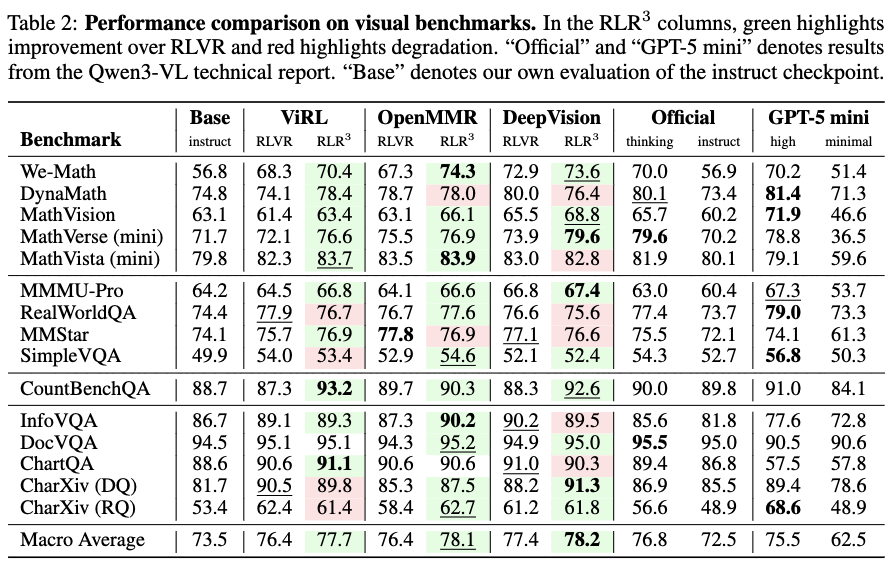 Table 2: Performance comparison on visual benchmarks. In the RLR³ columns, green highlights
improvement over RLVR and red highlights degradation. “Official” and “GPT-5 mini” denotes results
from the Qwen3-VL technical report. “Base” denotes our own evaluation of the instruct checkpoint.
Base ViRL OpenMMR DeepVision Official GPT-5 mini
Benchmark instruct RLVR RLR³ RLVR RLR³ RLVR RLR³ thinking instruct high minimal
We-Math 56.8 68.3 70.4 67.3 74.3 72.9 73.6 70.0 56.9 70.2 51.4
DynaMath 74.8 74.1 78.4 78.7 78.0 80.0 76.4 80.1 73.4 81.4 71.3
MathVision 63.1 61.4 63.4 63.1 66.1 65.5 68.8 65.7 60.2 71.9 46.6
MathVerse (mini) 71.7 72.1 76.6 75.5 76.9 73.9 79.6 79.6 70.2 78.8 36.5
MathVista (mini) 79.8 82.3 83.7 83.5 83.9 83.0 82.8 81.9 80.1 79.1 59.6
MMMU-Pro 64.2 64.5 66.8 64.1 66.6 66.8 67.4 63.0 60.4 67.3 53.7
RealWorldQA 74.4 77.9 76.7 76.7 77.6 76.6 75.6 77.4 73.7 79.0 73.3
MMStar 74.1 75.7 76.9 77.8 76.9 77.1 76.6 75.5 72.1 74.1 61.3
SimpleVQA 49.9 54.0 53.4 52.9 54.6 52.1 52.4 54.3 52.7 56.8 50.3
CountBenchQA 88.7 87.3 93.2 89.7 90.3 88.3 92.6 90.0 89.8 91.0 84.1
InfoVQA 86.7 89.1 89.3 87.3 90.2 90.2 89.5 85.6 81.8 77.6 72.8
DocVQA 94.5 95.1 95.1 94.3 95.2 94.9 95.0 95.5 95.0 90.5 90.6
ChartQA 88.6 90.6 91.1 90.6 90.6 91.0 90.3 89.4 86.8 57.5 57.8
CharXiv (DQ) 81.7 90.5 89.8 85.3 87.5 88.2 91.3 86.9 85.5 89.4 78.6
CharXiv (RQ) 53.4 62.4 61.4 58.4 62.7 61.2 61.8 56.6 48.9 68.6 48.9
Macro Average 73.5 76.4 77.7 76.4 78.1 77.4 78.2 76.8 72.5 75.5 62.5